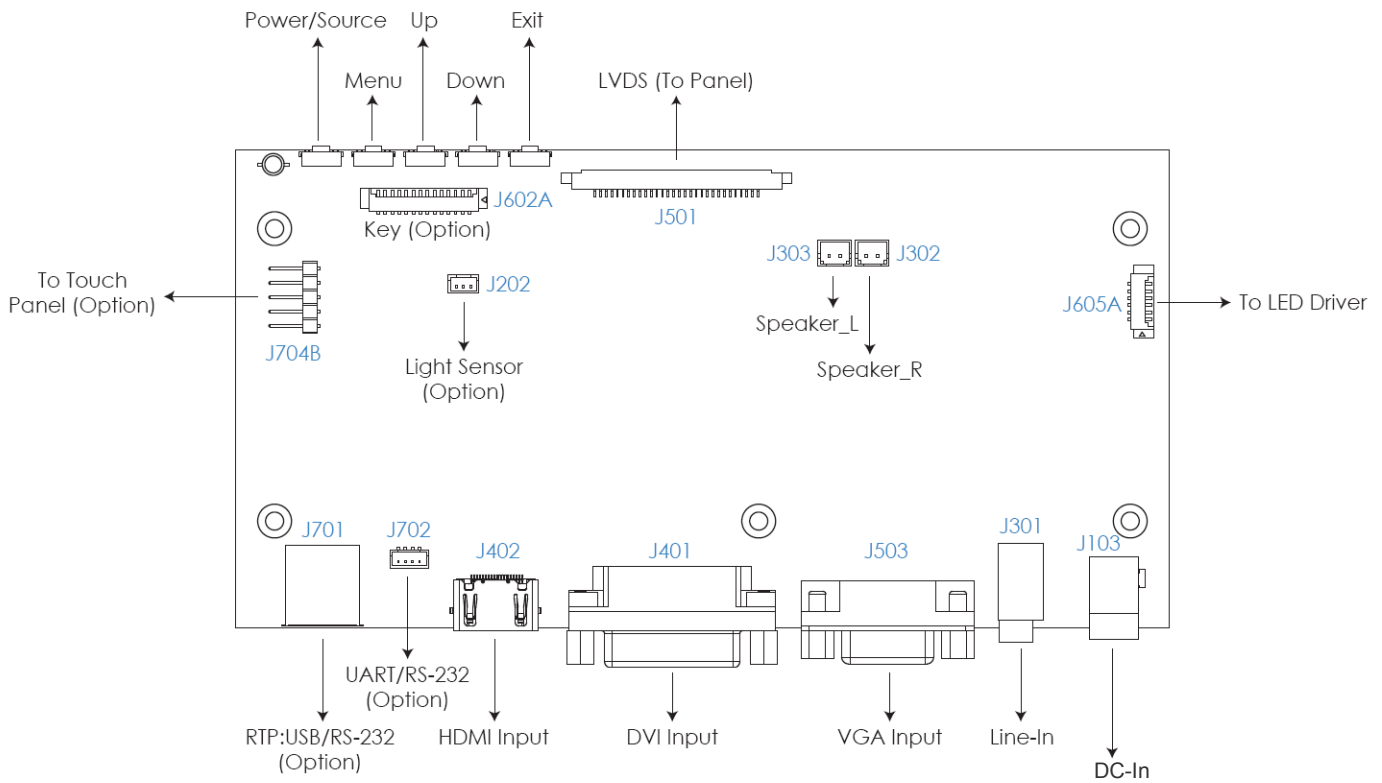 Power/Source
Up
Exit
Menu
Down
LVDS (To Panel)
J602A
Key (Option)
J501
J303
J302
To Touch
Panel (Option)
J704B
J202
Light Sensor
(Option)
Speaker_L
Speaker_R
J605A
To LED Driver
J701
J702
J402
J401
J503
J301
J103
UART/RS-232
(Option)
RTP:USB/RS-232
(Option)
HDMI Input
DVI Input
VGA Input
Line-In
DC-In